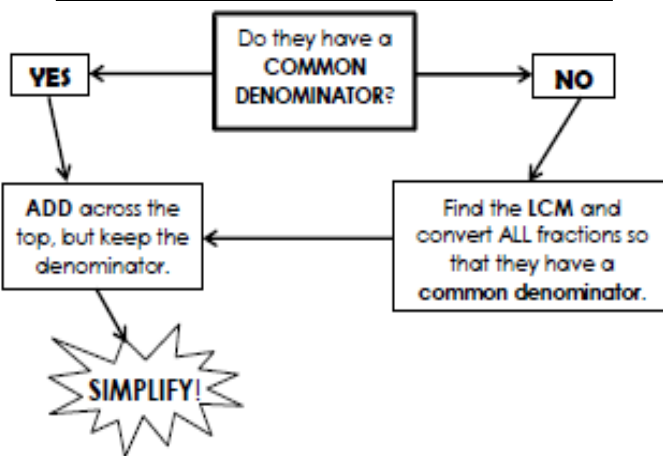 Do they have a
COMMON
DENOMINATOR?
YES
NO
ADD across the
top, but keep the
denominator.
Find the LCM and
convert ALL fractions so
that they have a
common denominator.
SIMPLIFY!